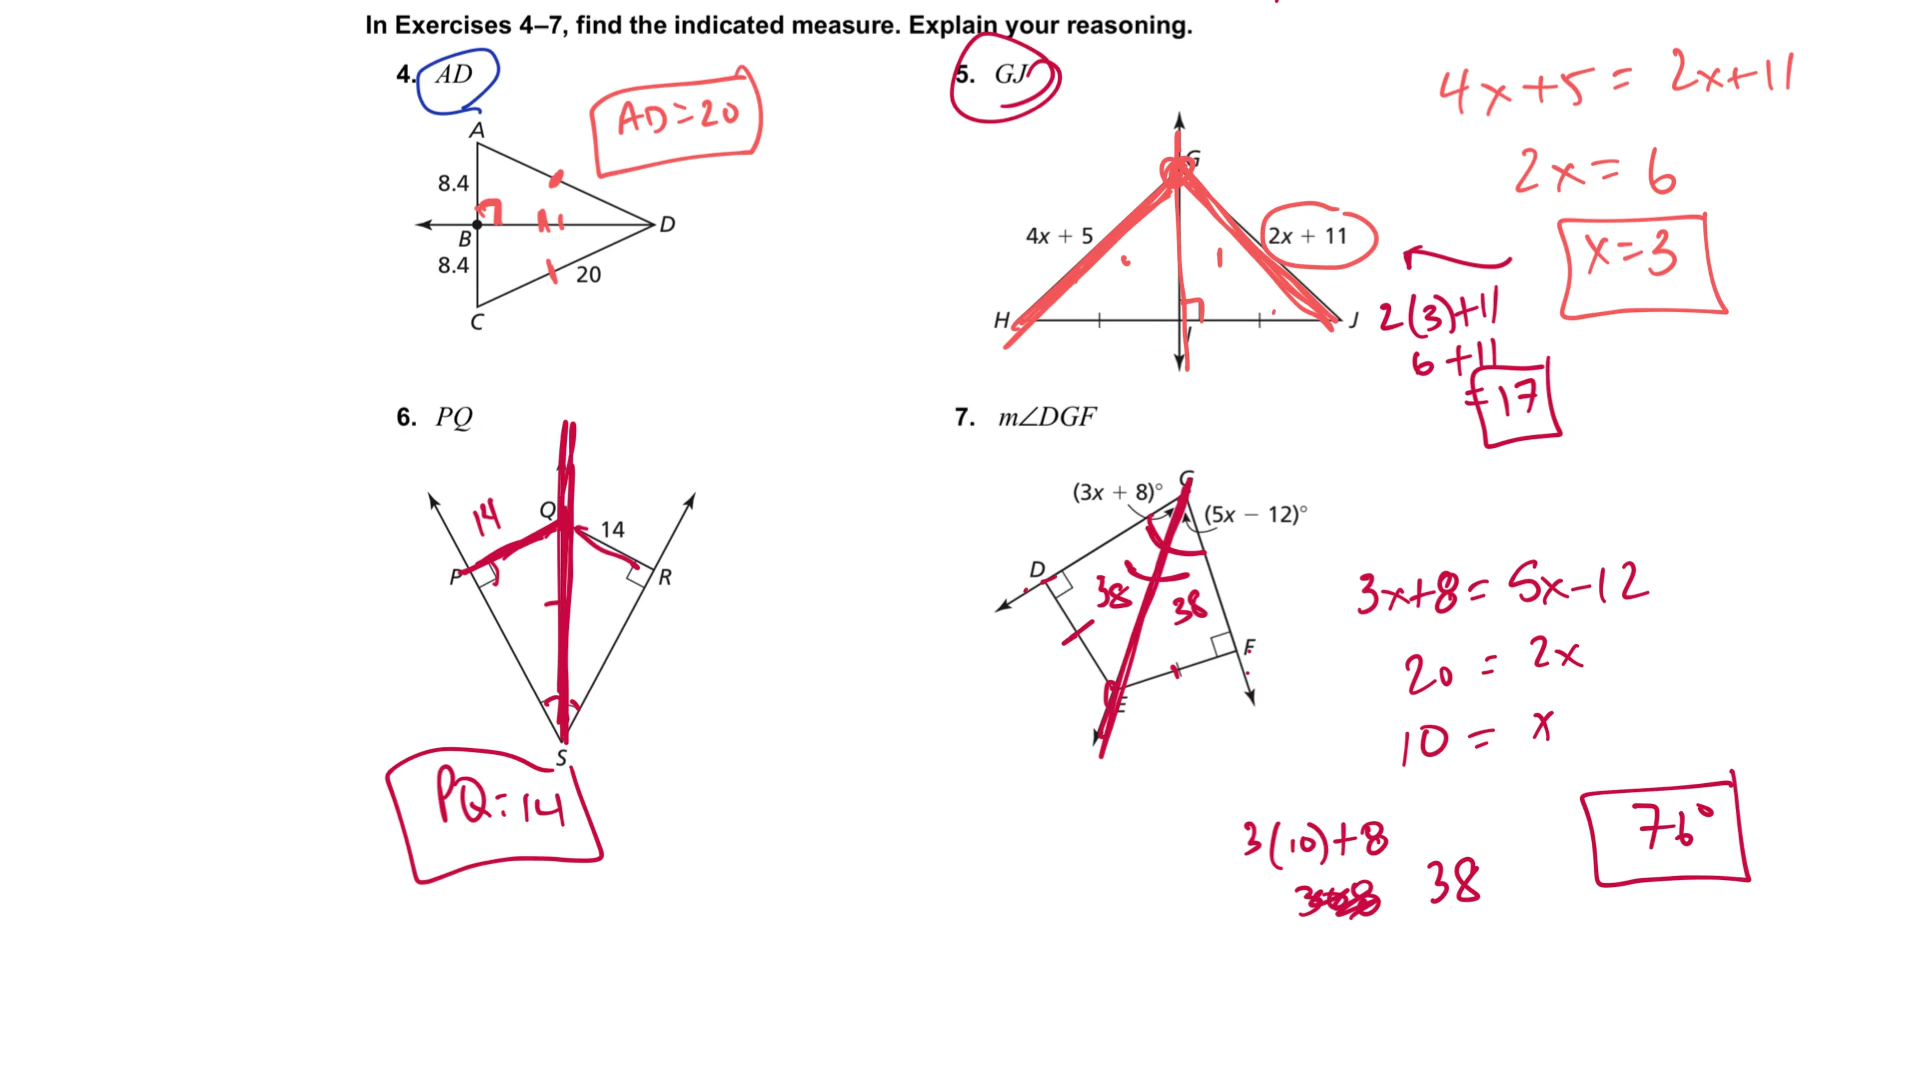 In Exercises 4–7, find the indicated measure. Explain your reasoning.
4. AD
AD=20
A
8.4
B
8.4
C
D
20
5. GJ
G
4x + 5
2x + 11
H
J
4x+5= 2x+11
2x= 6
x=3
2(3)+11
6+11
=17
6. PQ
14
Q
14
P
R
S
PQ=14
7. m∠DGF
G
(3x + 8)°
(5x − 12)°
D
38
38
F
E
3x+8= 5x-12
20 = 2x
10 = x
3(10)+8
38
76°